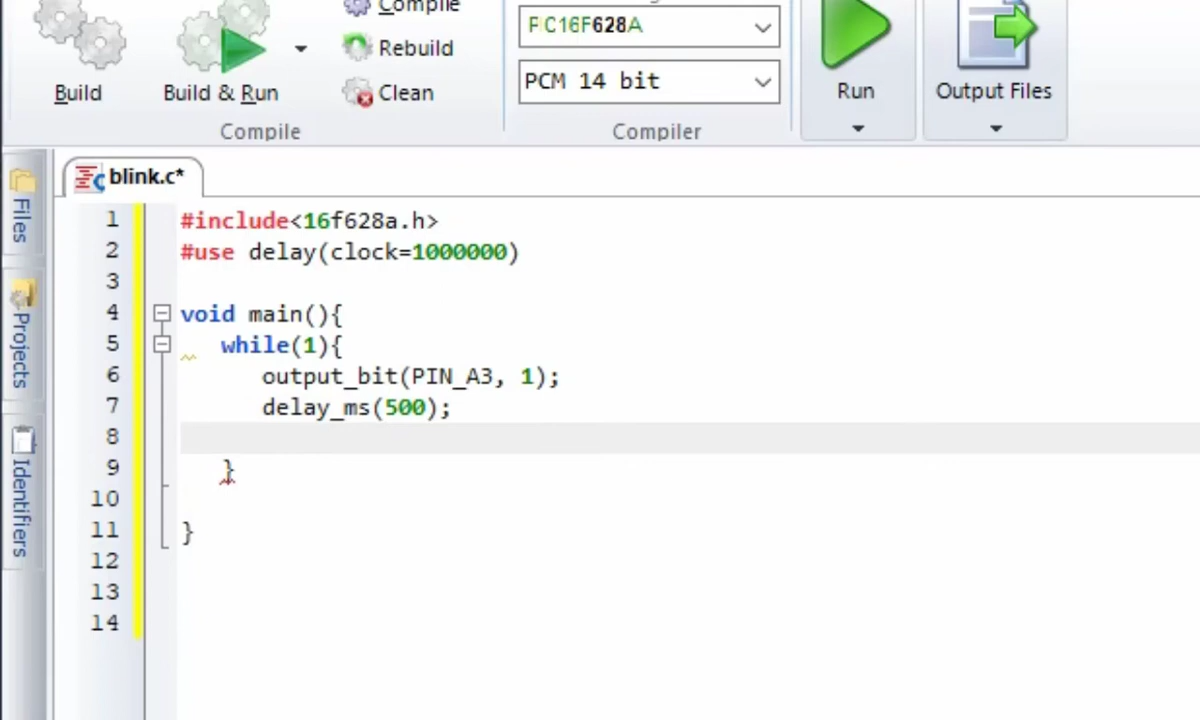 Compile
PIC16F628A
Rebuild
PCM 14 bit
Build
Build & Run
Clean
Run
Output Files
Compile
Compiler
blink.c*
Files
Projects
Identifiers
1 #include<16f628a.h>
2 #use delay(clock=1000000)
3
4 void main(){
5 while(1){
6 output_bit(PIN_A3, 1);
7 delay_ms(500);
8
9 }
10
11 }
12
13
14